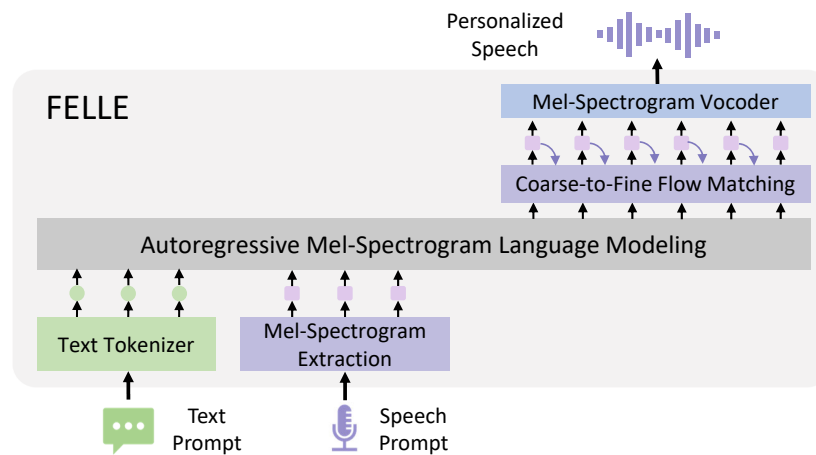 Personalized
Speech
FELLE
Mel-Spectrogram Vocoder
Coarse-to-Fine Flow Matching
Autoregressive Mel-Spectrogram Language Modeling
Text Tokenizer
Mel-Spectrogram
Extraction
Text
Prompt
Speech
Prompt